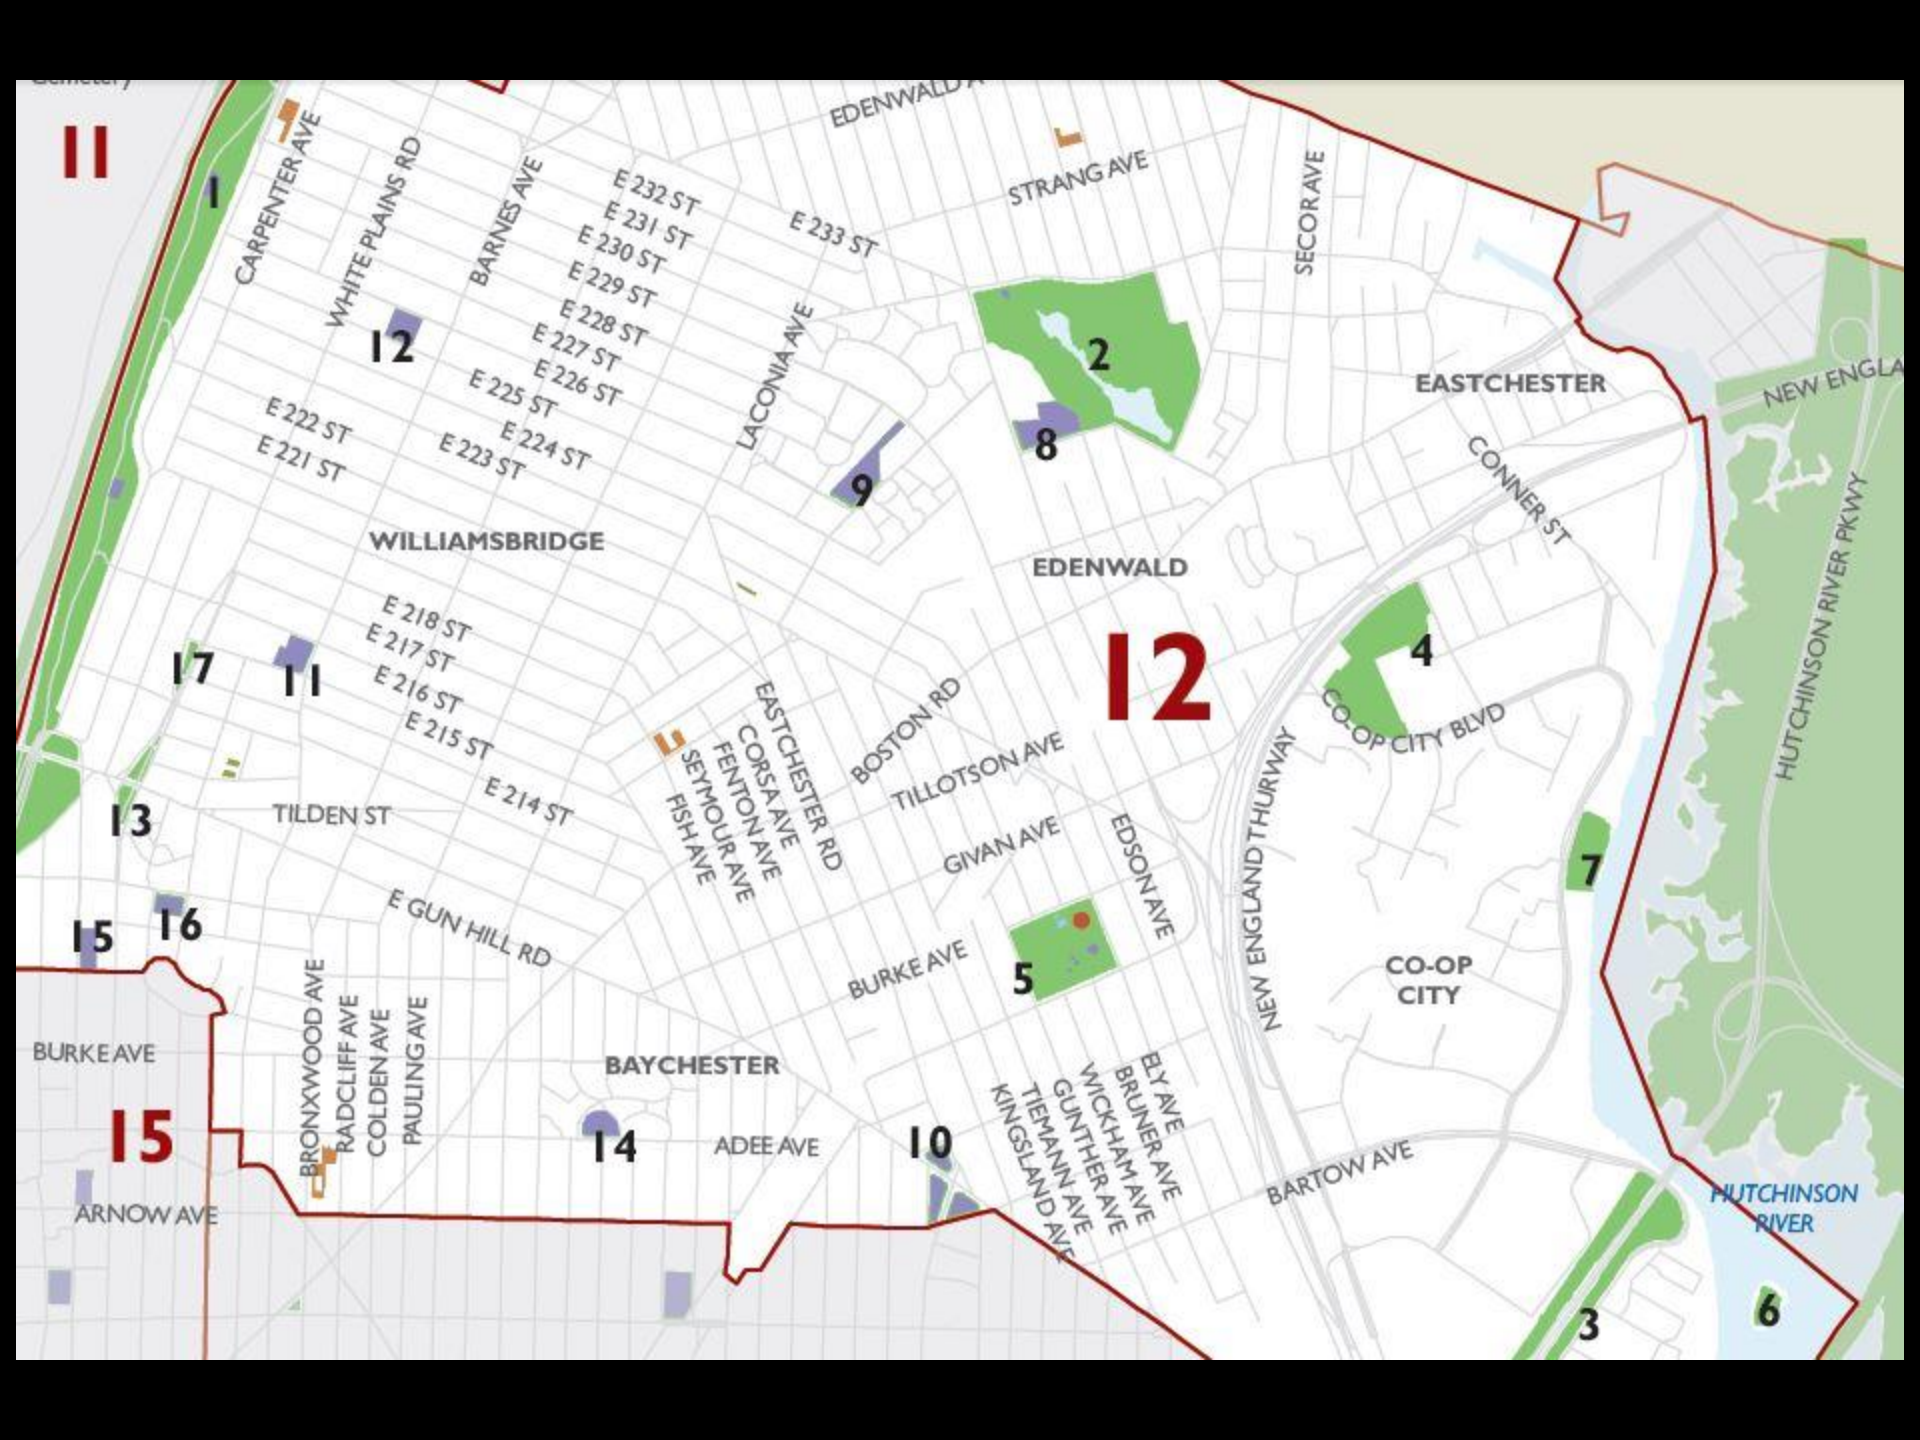 Cemetery
11
1
CARPENTER AVE
WHITE PLAINS RD
BARNES AVE
EDENWALD A
STRANG AVE
SECOR AVE
E 232 ST
E 231 ST
E 230 ST
E 229 ST
E 228 ST
E 227 ST
E 226 ST
E 225 ST
E 224 ST
E 223 ST
E 222 ST
E 221 ST
E 233 ST
LACONIA AVE
12
2
8
9
EASTCHESTER
NEW ENGLA
CONNER ST
HUTCHINSON RIVER PKWY
WILLIAMSBRIDGE
EDENWALD
12
4
CO-OP CITY BLVD
17
11
E 218 ST
E 217 ST
E 216 ST
E 215 ST
E 214 ST
13
TILDEN ST
EASTCHESTER RD
CORSA AVE
FENTON AVE
SEYMOUR AVE
FISH AVE
BOSTON RD
TILLOTSON AVE
GIVAN AVE
EDSON AVE
NEW ENGLAND THURWAY
7
15
16
E GUN HILL RD
BURKE AVE
5
CO-OP
CITY
BURKE AVE
BRONXWOOD AVE
RADCLIFF AVE
COLDEN AVE
PAULING AVE
BAYCHESTER
15
14
ADEE AVE
10
KINGSLAND AVE
TIEMANN AVE
GUNTHER AVE
WICKHAM AVE
BRUNER AVE
ELY AVE
BARTOW AVE
ARNOW AVE
HUTCHINSON
RIVER
3
6